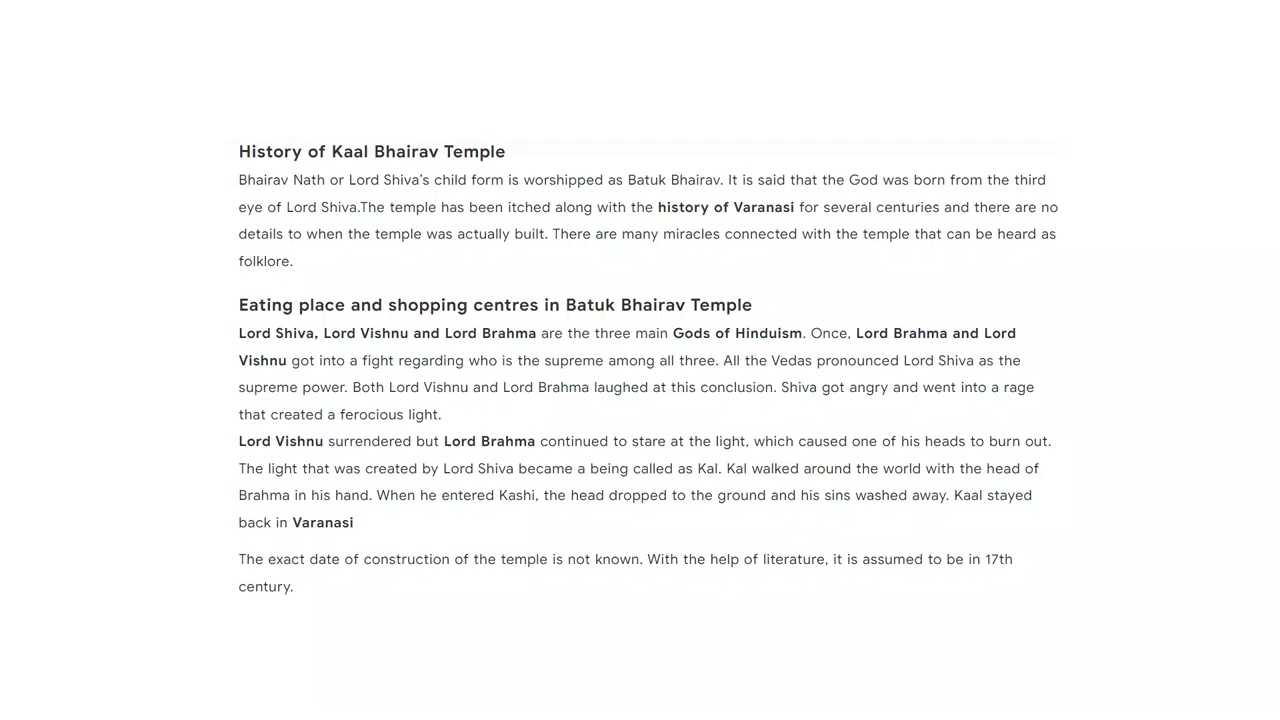 History of Kaal Bhairav Temple
Bhairav Nath or Lord Shiva’s child form is worshipped as Batuk Bhairav. It is said that the God was born from the third
eye of Lord Shiva.The temple has been itched along with the history of Varanasi for several centuries and there are no
details to when the temple was actually built. There are many miracles connected with the temple that can be heard as
folklore.
Eating place and shopping centres in Batuk Bhairav Temple
Lord Shiva, Lord Vishnu and Lord Brahma are the three main Gods of Hinduism. Once, Lord Brahma and Lord
Vishnu got into a fight regarding who is the supreme among all three. All the Vedas pronounced Lord Shiva as the
supreme power. Both Lord Vishnu and Lord Brahma laughed at this conclusion. Shiva got angry and went into a rage
that created a ferocious light.
Lord Vishnu surrendered but Lord Brahma continued to stare at the light, which caused one of his heads to burn out.
The light that was created by Lord Shiva became a being called as Kal. Kal walked around the world with the head of
Brahma in his hand. When he entered Kashi, the head dropped to the ground and his sins washed away. Kaal stayed
back in Varanasi
The exact date of construction of the temple is not known. With the help of literature, it is assumed to be in 17th
century.